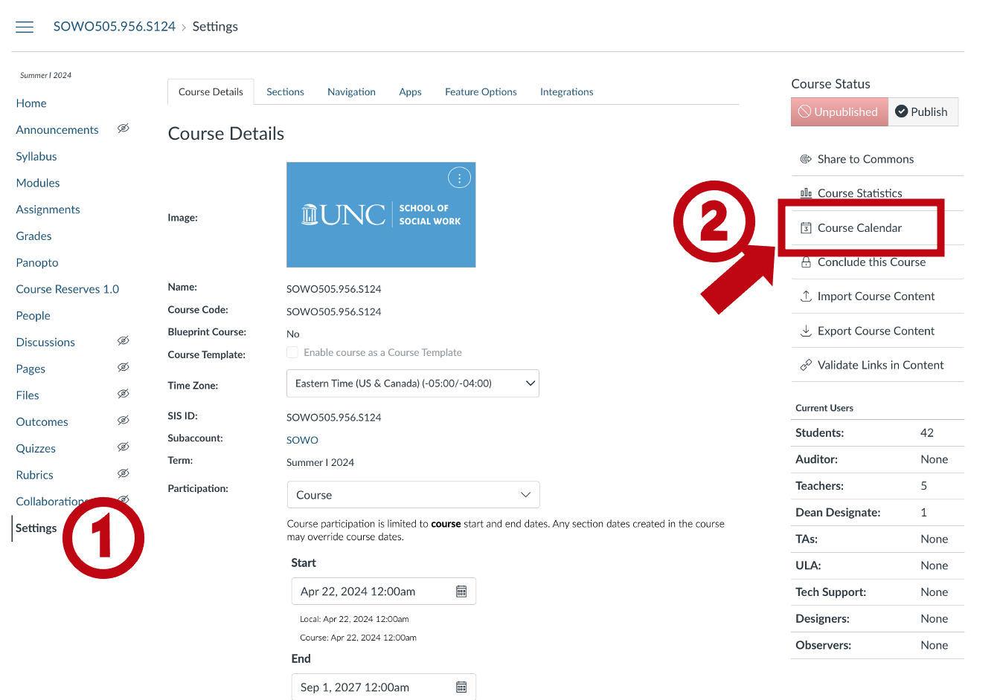 SOWO505.956.S124 › Settings
Summer I 2024
Home
Announcements
Syllabus
Modules
Assignments
Grades
Panopto
Course Reserves 1.0
People
Discussions
Pages
Files
Outcomes
Quizzes
Rubrics
Collaborations
Settings
1
Course Details
Sections
Navigation
Apps
Feature Options
Integrations
Course Details
Image:
UNC
SCHOOL OF
SOCIAL WORK
Name:
SOWO505.956.S124
Course Code:
SOWO505.956.S124
Blueprint Course:
No
Course Template:
Enable course as a Course Template
Time Zone:
Eastern Time (US & Canada) (-05:00/-04:00)
SIS ID:
SOWO505.956.S124
Subaccount:
SOWO
Term:
Summer I 2024
Participation:
Course
Course participation is limited to course start and end dates. Any section dates created in the course
may override course dates.
Start
Apr 22, 2024 12:00am
Local: Apr 22, 2024 12:00am
Course: Apr 22, 2024 12:00am
End
Sep 1, 2027 12:00am
Course Status
Unpublished
Publish
Share to Commons
Course Statistics
2
3
Course Calendar
Conclude this Course
Import Course Content
Export Course Content
Validate Links in Content
Current Users
Students: 42
Auditor: None
Teachers: 5
Dean Designate: 1
TAs: None
ULA: None
Tech Support: None
Designers: None
Observers: None